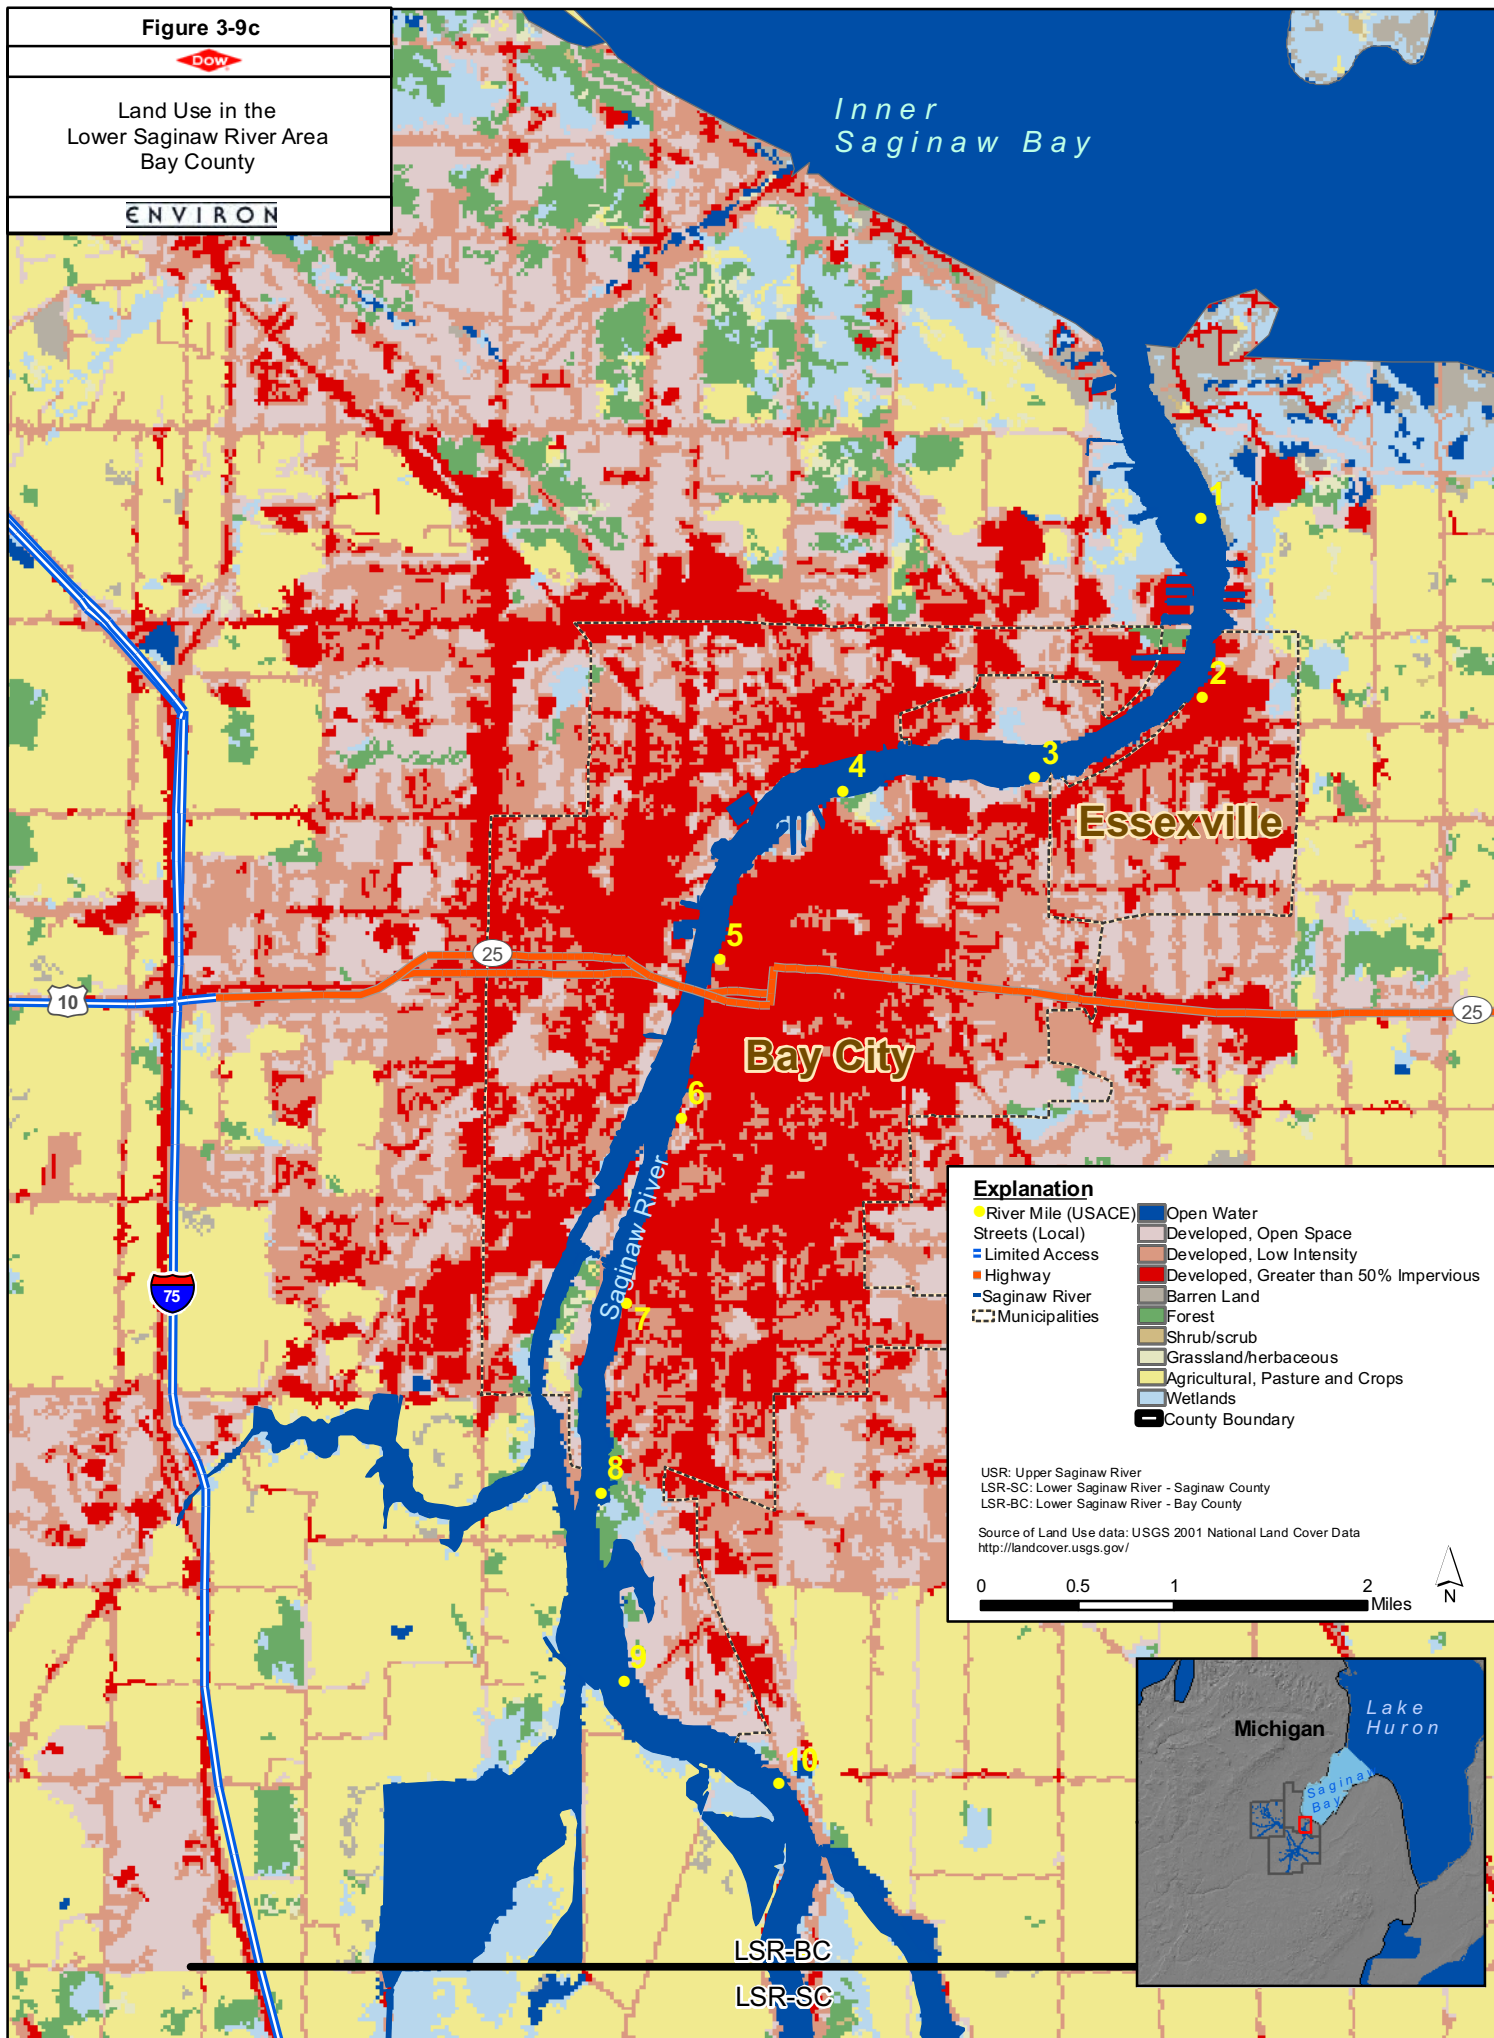 Figure 3-9c
Dow
Land Use in the
Lower Saginaw River Area
Bay County
ENVIRON
Inner
Saginaw Bay
1
2
3
4
Essexville
5
25
10
25
Bay City
6
Saginaw River
7
75
8
9
10
LSR-BC
LSR-SC
Explanation
River Mile (USACE)
Streets (Local)
Limited Access
Highway
Saginaw River
Municipalities
Open Water
Developed, Open Space
Developed, Low Intensity
Developed, Greater than 50% Impervious
Barren Land
Forest
Shrub/scrub
Grassland/herbaceous
Agricultural, Pasture and Crops
Wetlands
County Boundary
USR: Upper Saginaw River
LSR-SC: Lower Saginaw River - Saginaw County
LSR-BC: Lower Saginaw River - Bay County
Source of Land Use data: USGS 2001 National Land Cover Data
http://landcover.usgs.gov/
0 0.5 1 2
Miles
N
Lake
Huron
Michigan
Saginaw
Bay